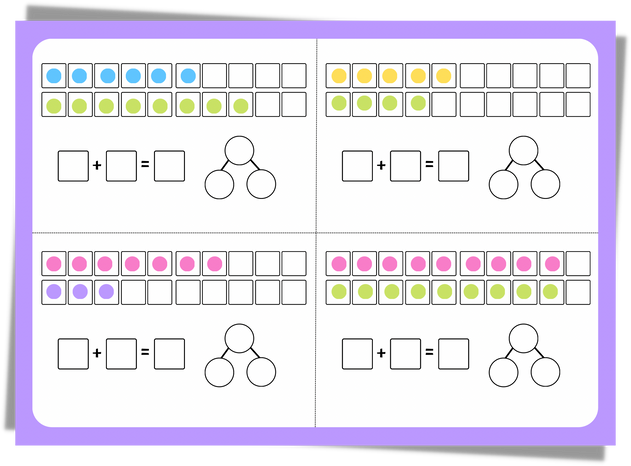 + =
+ =
+ =
+ =